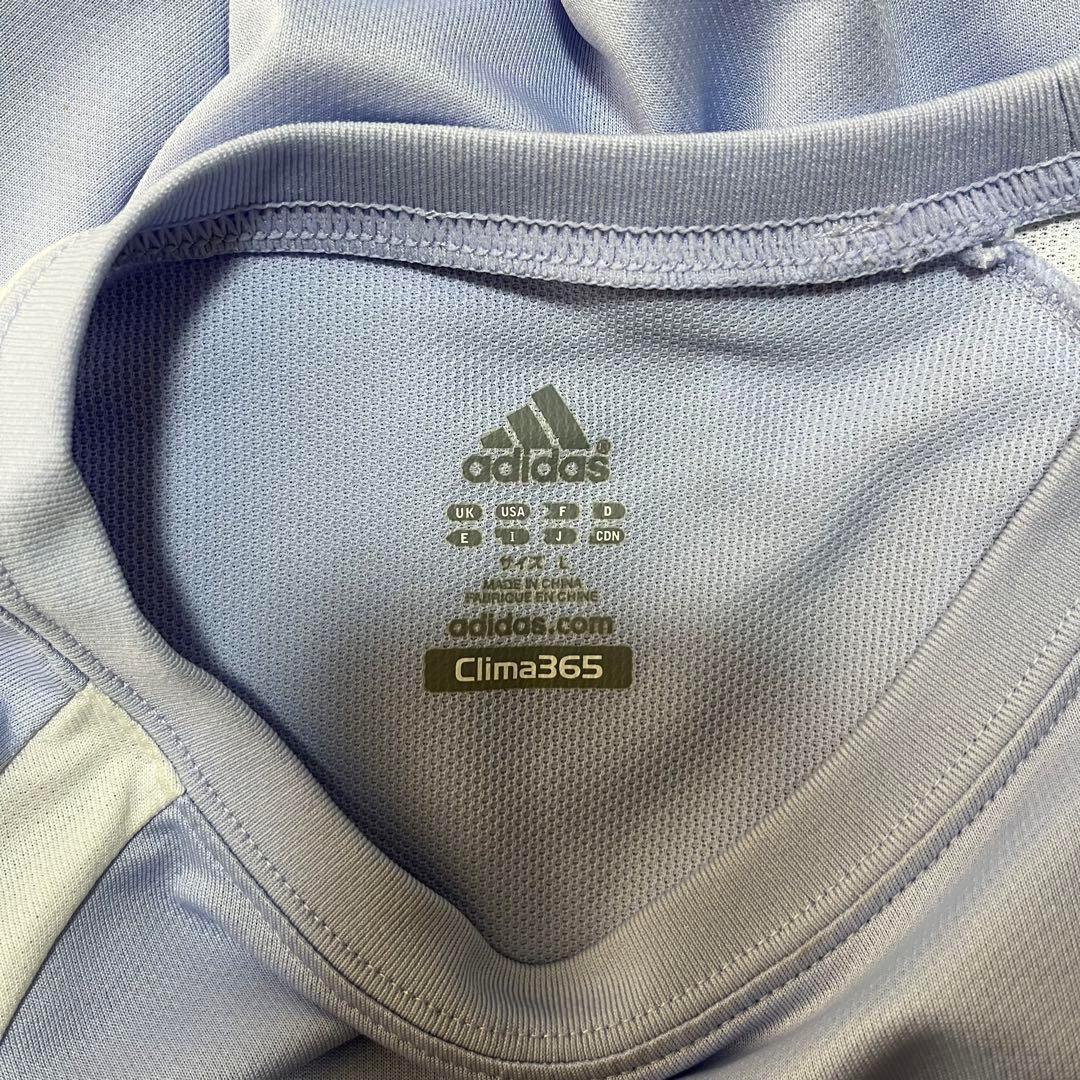 adidas®
UK USA F D
E I J CDN
サイズ L
MADE IN CHINA
FABRIQUE EN CHINE
adidas.com
Clima365